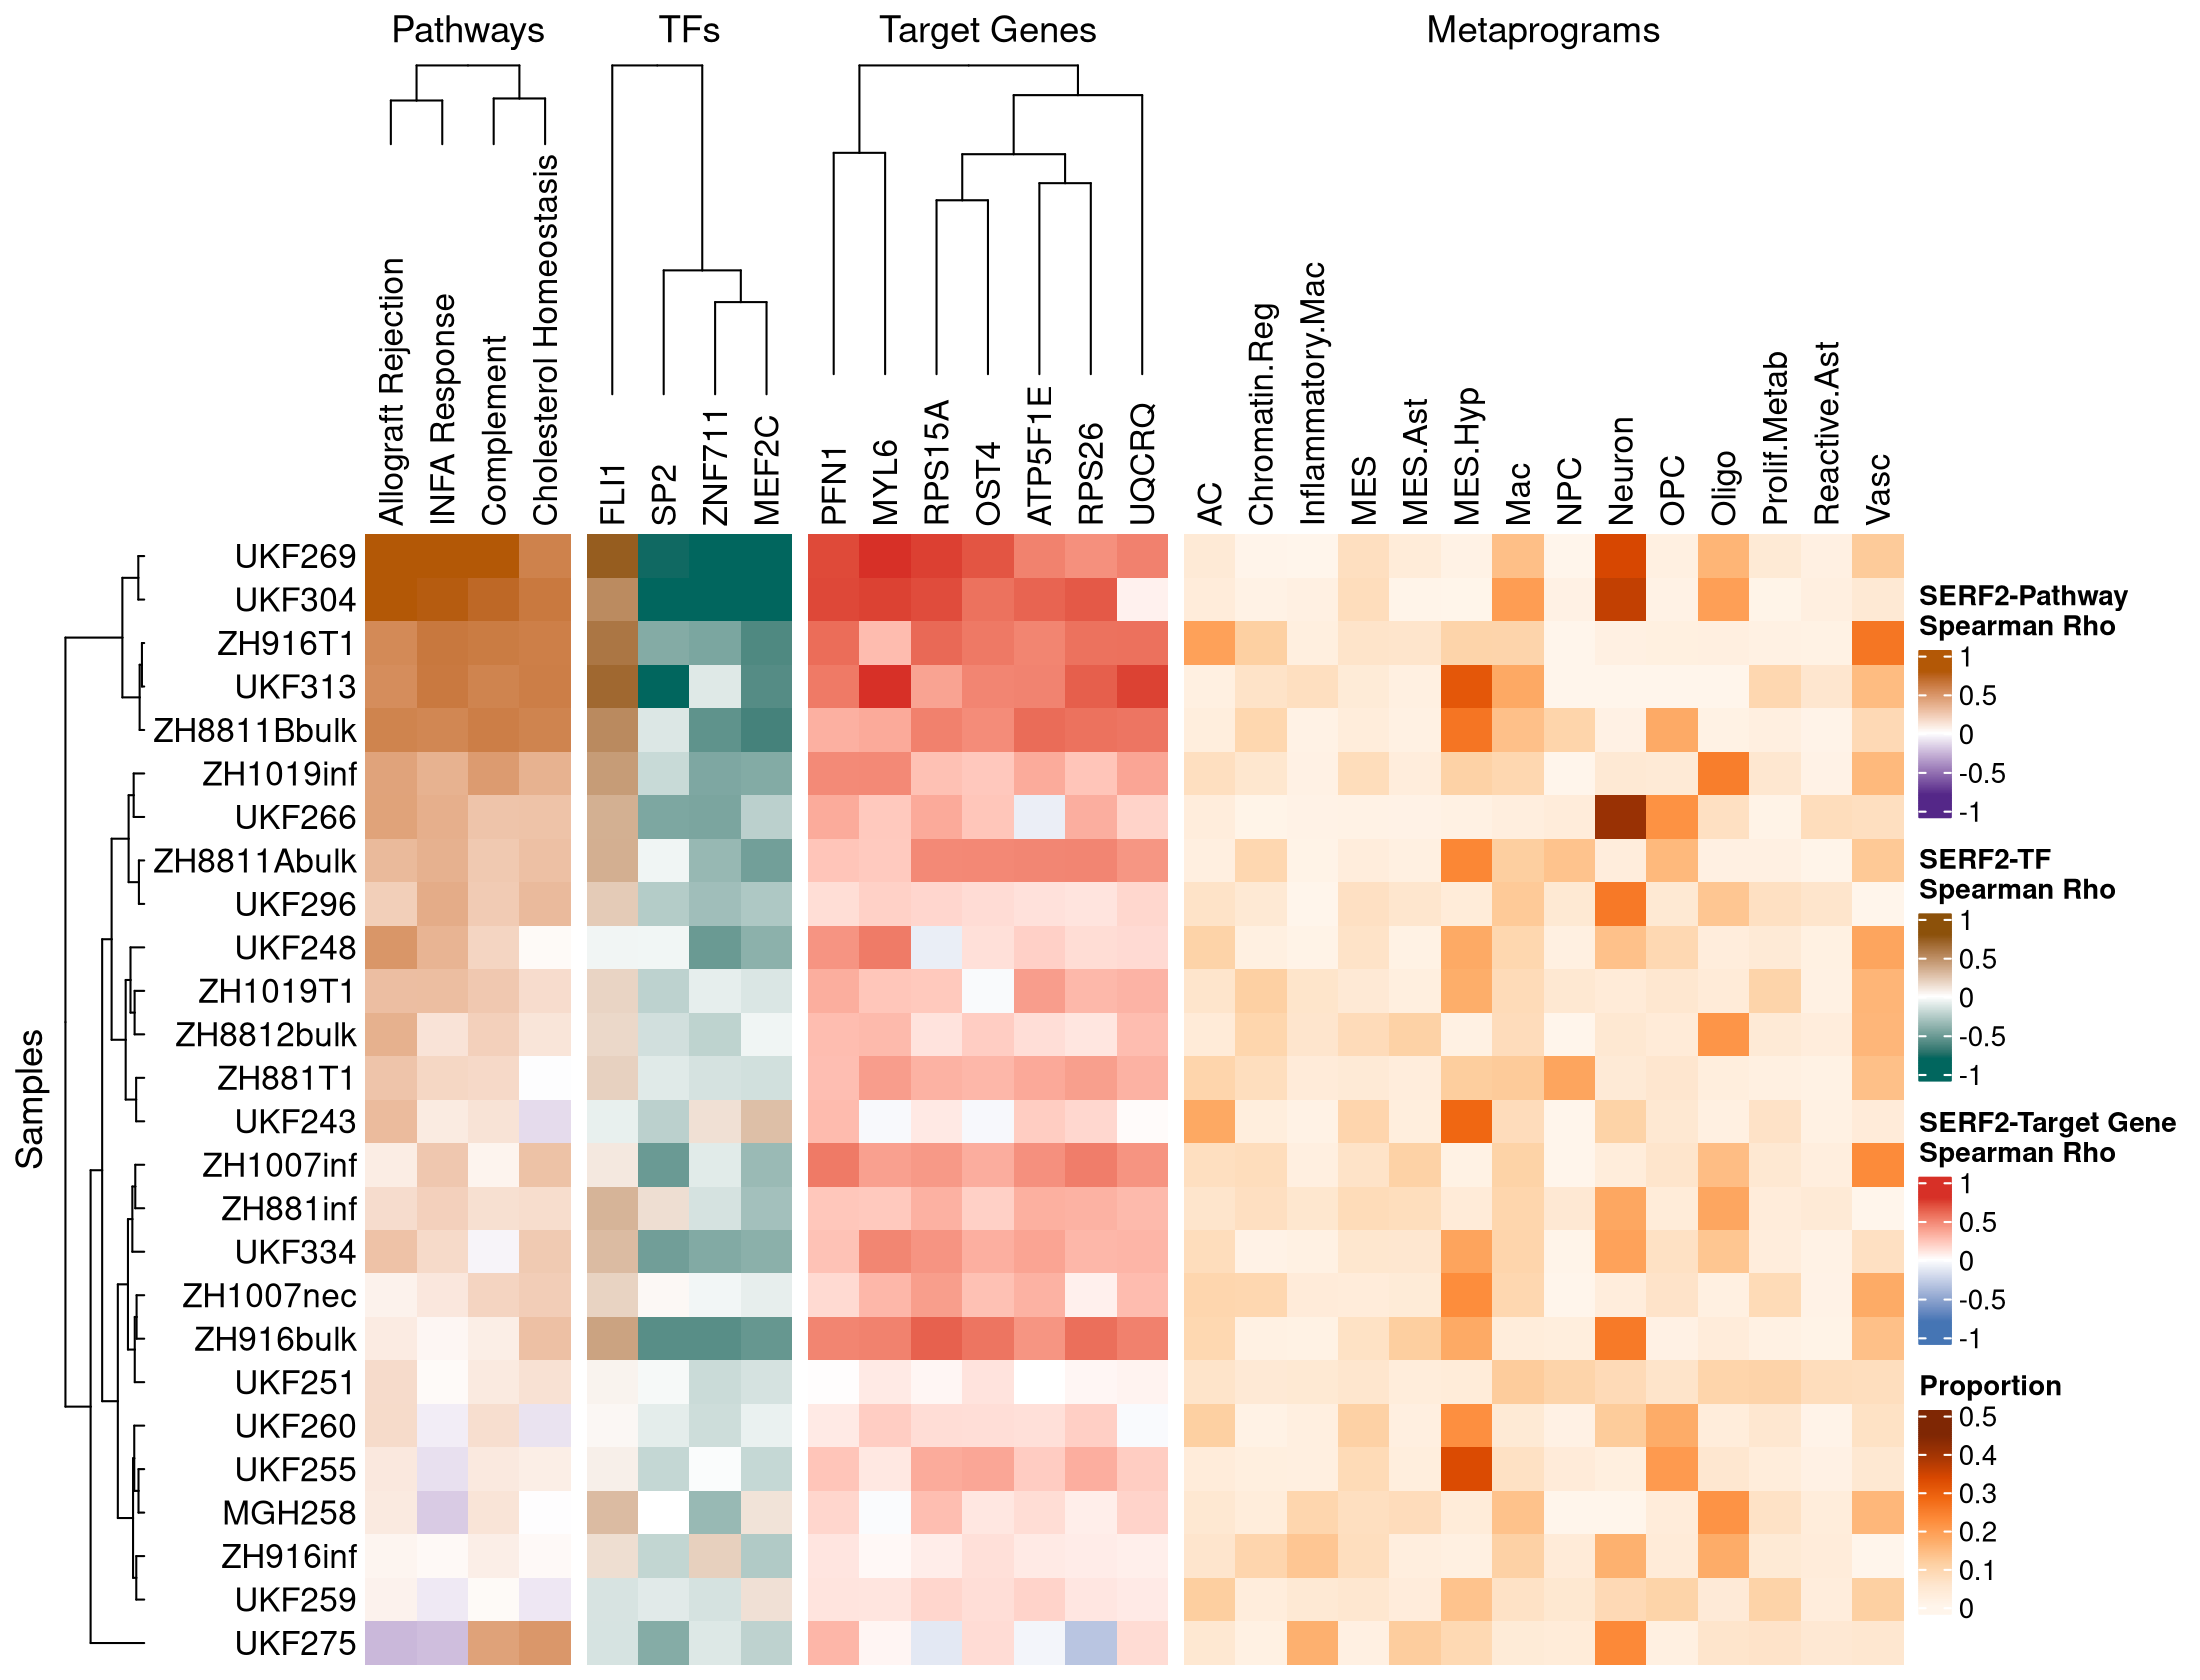 Pathways
TFs
Target Genes
Metaprograms
Allograft Rejection
INFA Response
Complement
Cholesterol Homeostasis
FLI1
SP2
ZNF711
MEF2C
PFN1
MYL6
RPS15A
OST4
ATP5F1E
RPS26
UQCRQ
AC
Chromatin.Reg
Inflammatory.Mac
MES
MES.Ast
MES.Hyp
Mac
NPC
Neuron
OPC
Oligo
Prolif.Metab
Reactive.Ast
Vasc
Samples
UKF269
UKF304
ZH916T1
UKF313
ZH8811Bbulk
ZH1019inf
UKF266
ZH8811Abulk
UKF296
UKF248
ZH1019T1
ZH8812bulk
ZH881T1
UKF243
ZH1007inf
ZH881inf
UKF334
ZH1007nec
ZH916bulk
UKF251
UKF260
UKF255
MGH258
ZH916inf
UKF259
UKF275
SERF2-Pathway
Spearman Rho
1
0.5
0
-0.5
-1
SERF2-TF
Spearman Rho
1
0.5
0
-0.5
-1
SERF2-Target Gene
Spearman Rho
1
0.5
0
-0.5
-1
Proportion
0.5
0.4
0.3
0.2
0.1
0